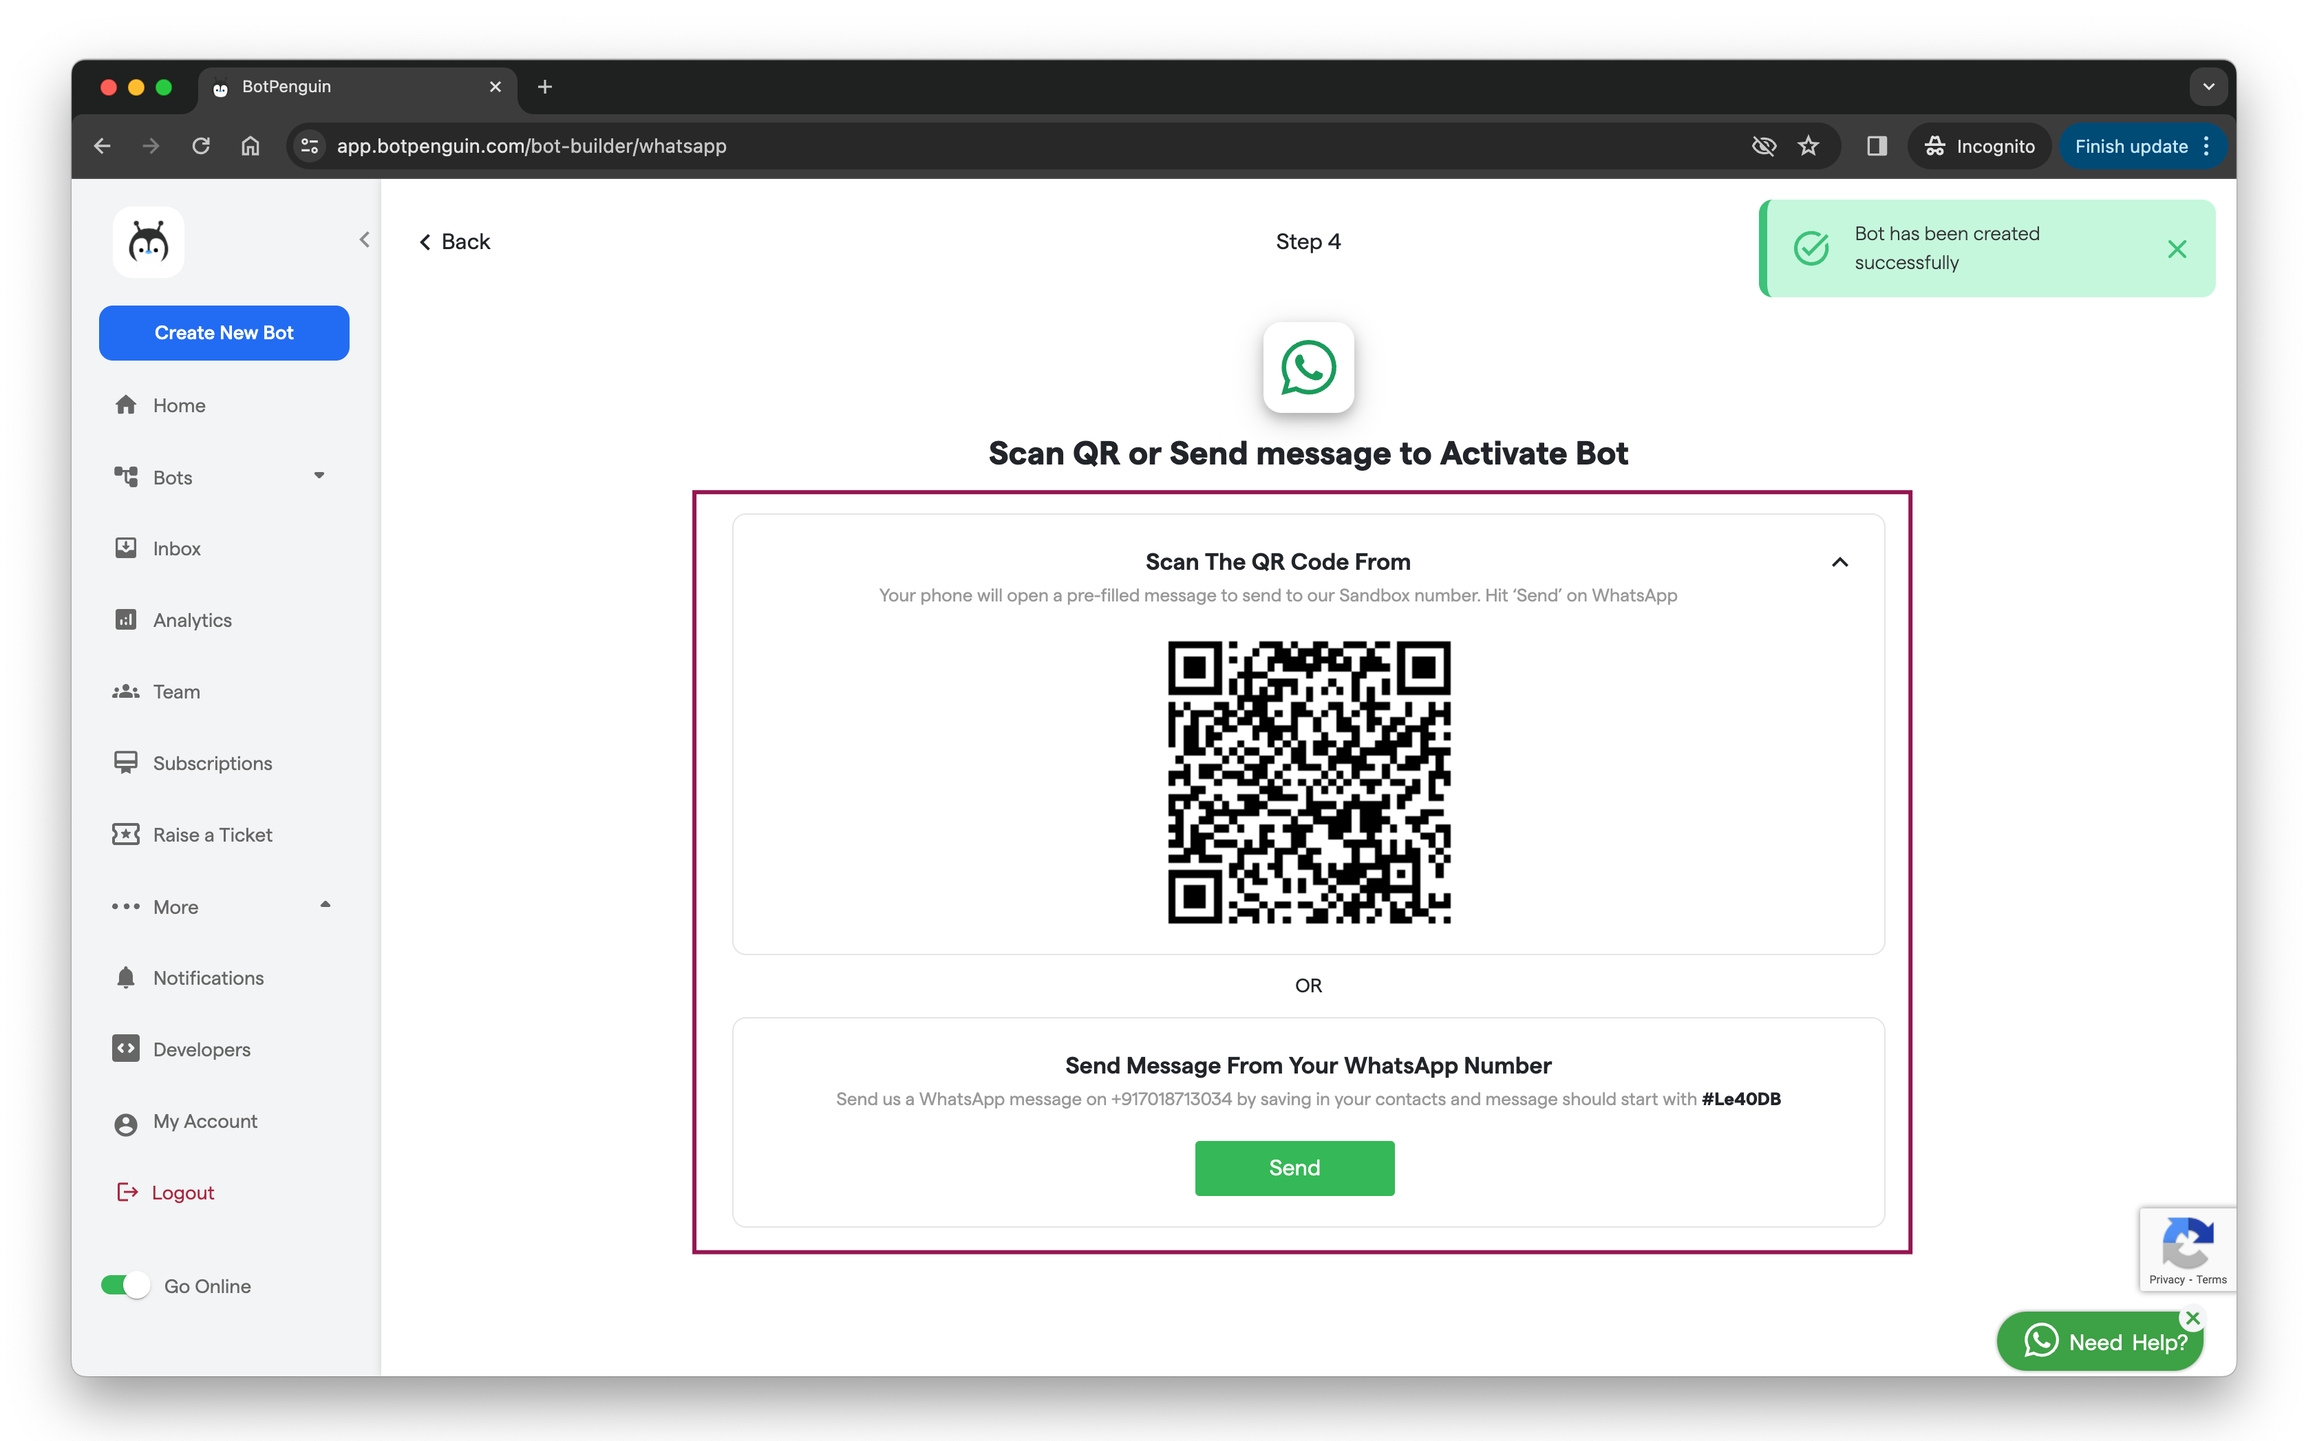 BotPenguin
app.botpenguin.com/bot-builder/whatsapp
Incognito
Finish update
Create New Bot
Home
Bots
Inbox
Analytics
Team
Subscriptions
Raise a Ticket
More
Notifications
Developers
My Account
Logout
Go Online
Back
Step 4
Bot has been created
successfully
Scan QR or Send message to Activate Bot
Scan The QR Code From
Your phone will open a pre-filled message to send to our Sandbox number. Hit ‘Send’ on WhatsApp
OR
Send Message From Your WhatsApp Number
Send us a WhatsApp message on +917018713034 by saving in your contacts and message should start with #Le40DB
Send
Privacy - Terms
Need Help?